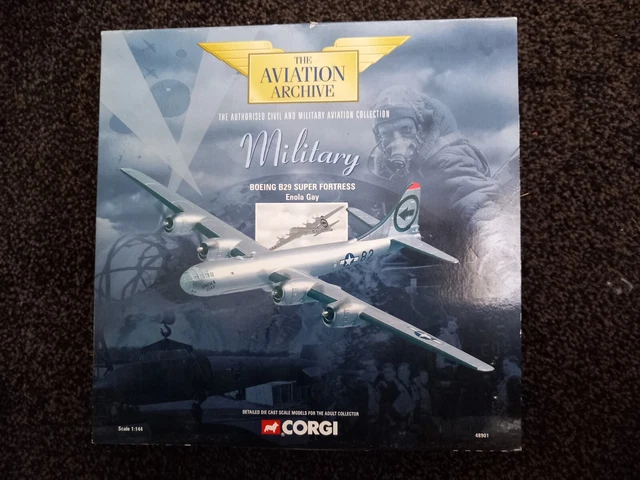 THE
AVIATION
ARCHIVE
THE AUTHORISED CIVIL AND MILITARY AVIATION COLLECTION
Military
BOEING B29 SUPER FORTRESS
Enola Gay
82
DETAILED DIE CAST SCALE MODELS FOR THE ADULT COLLECTOR
Scale 1:144
CORGI
48901